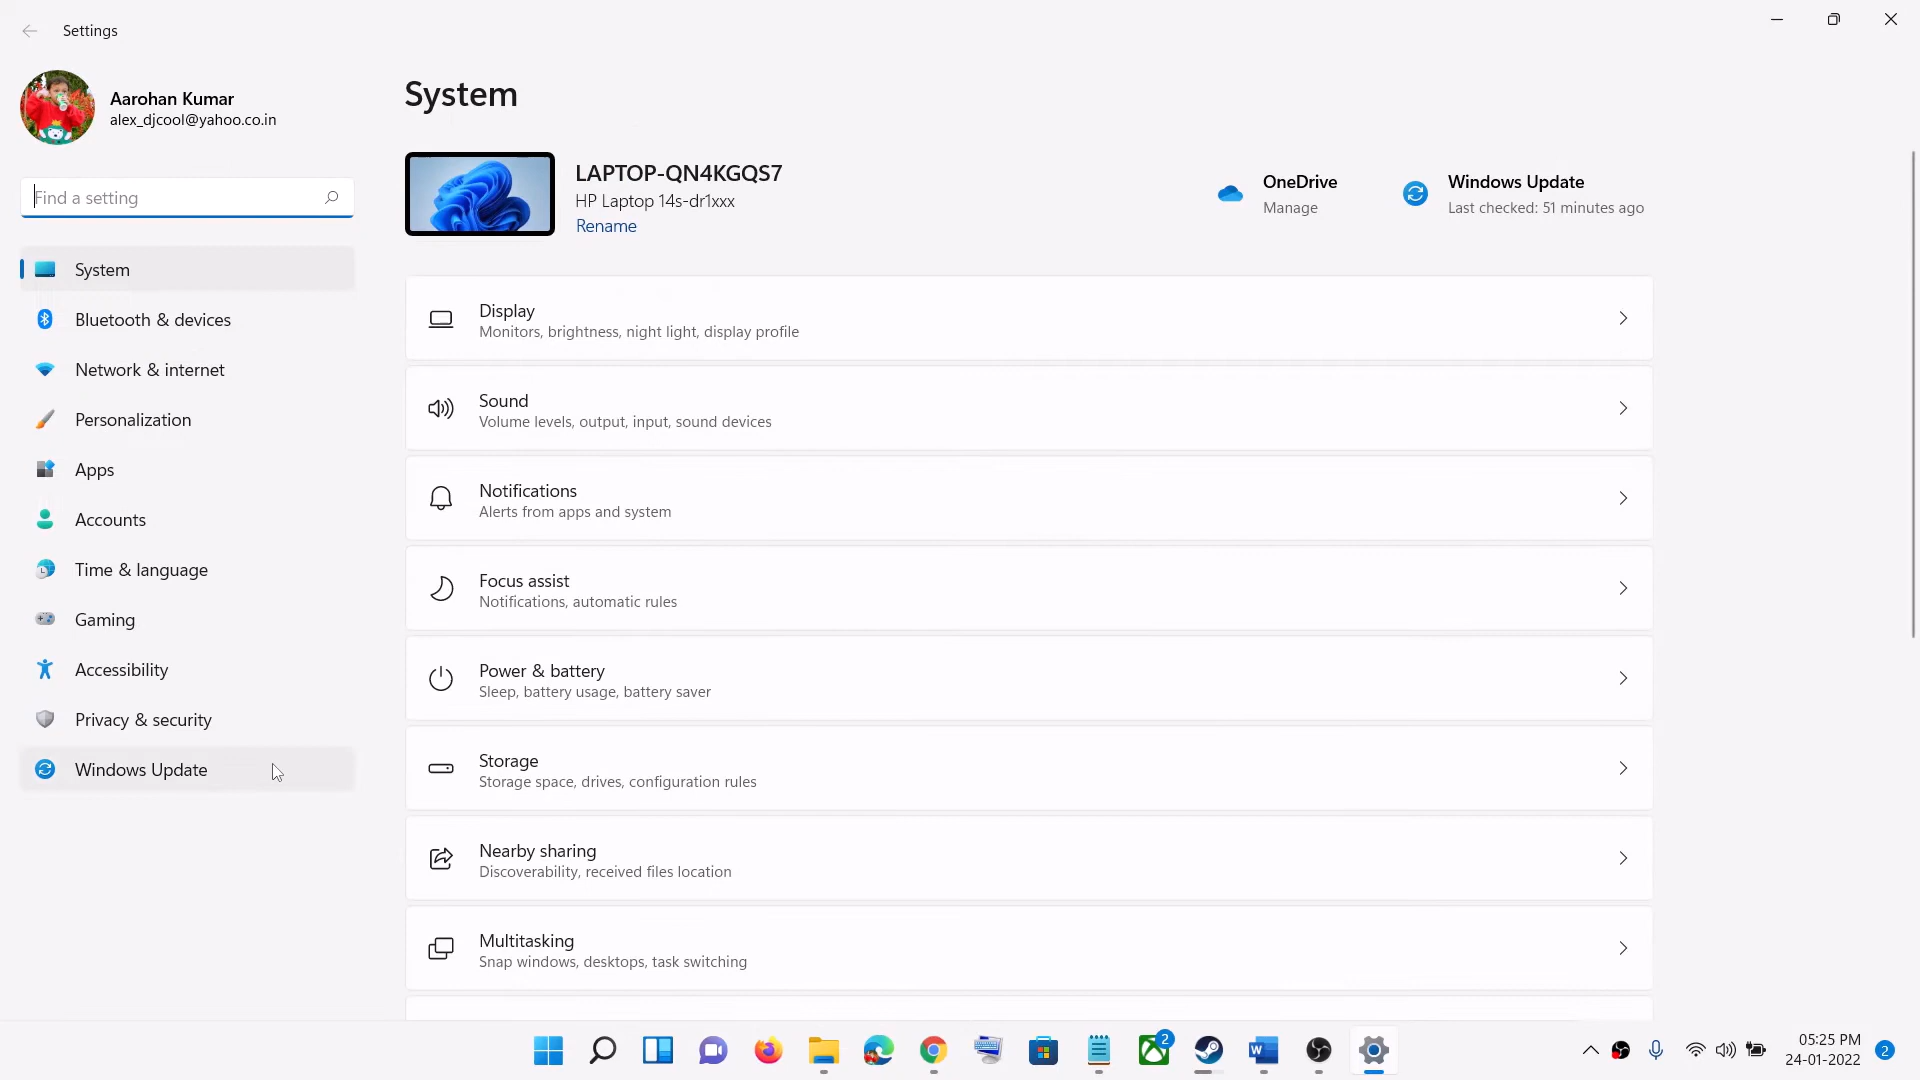 Settings
Aarohan Kumar
alex_djcool@yahoo.co.in
Find a setting
System
Bluetooth & devices
Network & internet
Personalization
Apps
Accounts
Time & language
Gaming
Accessibility
Privacy & security
Windows Update
System
LAPTOP-QN4KGQS7
HP Laptop 14s-dr1xxx
Rename
OneDrive
Manage
Windows Update
Last checked: 51 minutes ago
Display
Monitors, brightness, night light, display profile
Sound
Volume levels, output, input, sound devices
Notifications
Alerts from apps and system
Focus assist
Notifications, automatic rules
Power & battery
Sleep, battery usage, battery saver
Storage
Storage space, drives, configuration rules
Nearby sharing
Discoverability, received files location
Multitasking
Snap windows, desktops, task switching
2
W
05:25 PM
24-01-2022
2